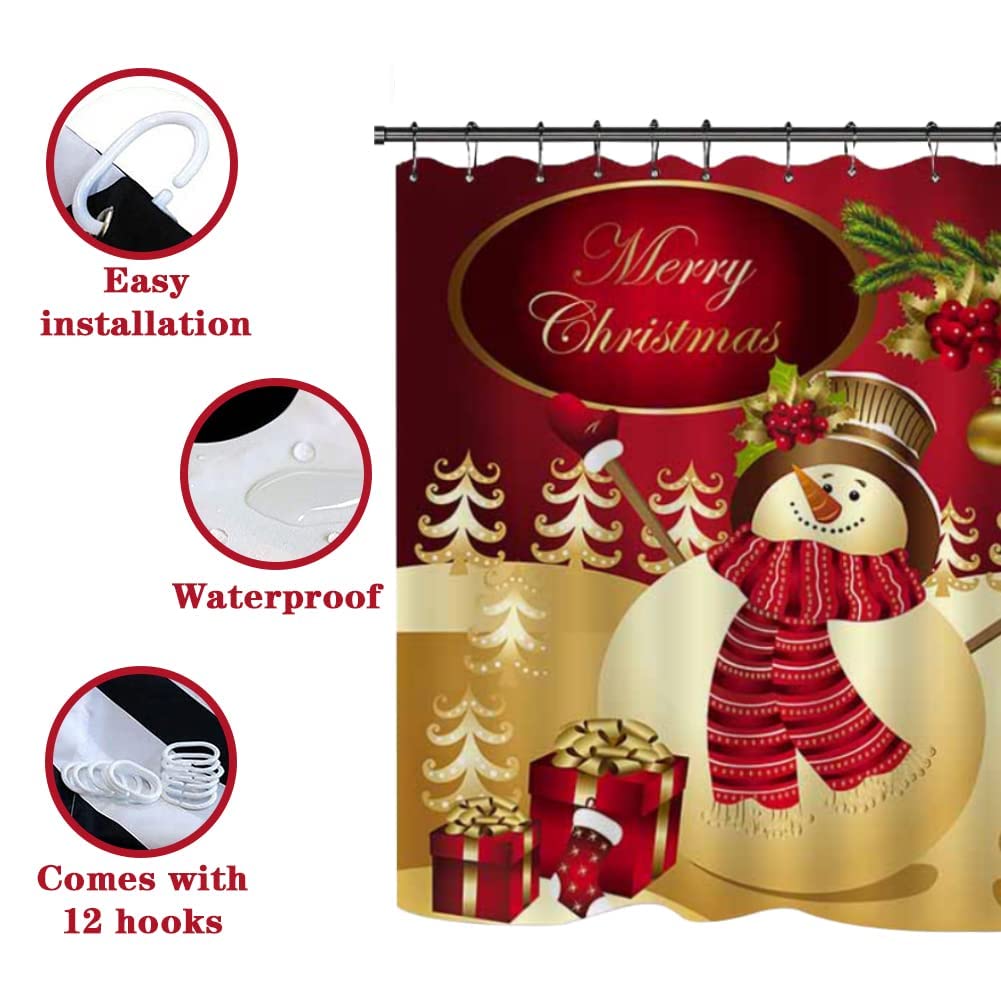 Easy
installation
Waterproof
Comes with
12 hooks
Merry
Christmas